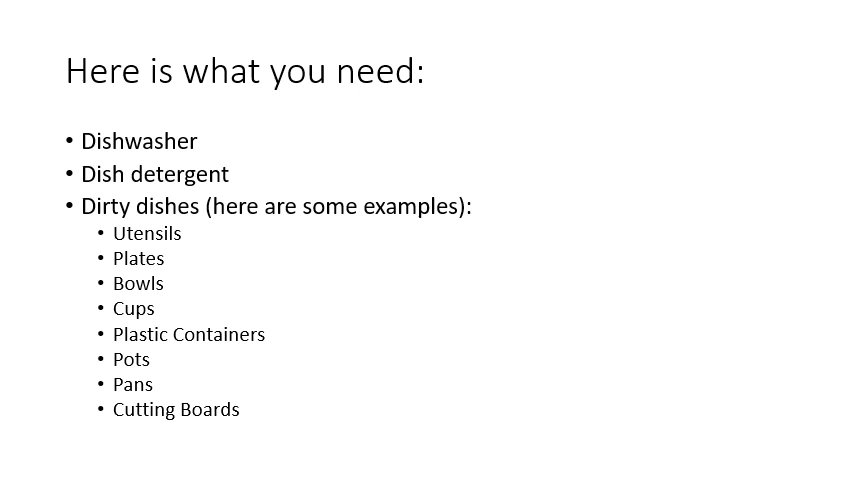 Here is what you need:
• Dishwasher
• Dish detergent
• Dirty dishes (here are some examples):
• Utensils
• Plates
• Bowls
• Cups
• Plastic Containers
• Pots
• Pans
• Cutting Boards